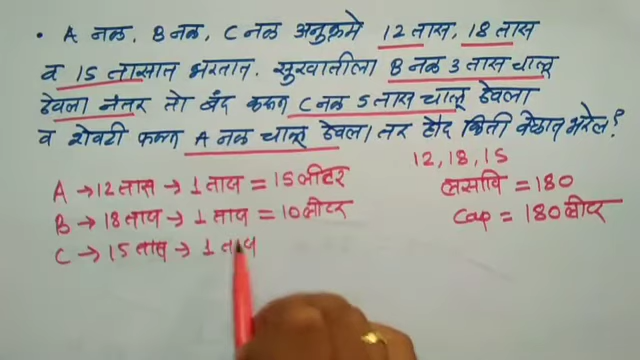 • A नळ, B नळ, C नळ अनुक्रमे 12 तास, 18 तास
व 15 तासात भरतात. सुरवातीला B नळ 3 तास चालू
ठेवला नंतर तो बंद करून C नळ 5 तास चालू ठेवला
व शेवटी फक्त A नळ चालू ठेवला तर हौद किती वेळात भरेल?
12, 18, 15
A → 12 तास → 1 तास = 15 लीटर
लसावि = 180
B → 18 तास → 1 तास = 10 लीटर
Cap = 180 लीटर
C → 15 तास → 1 तास